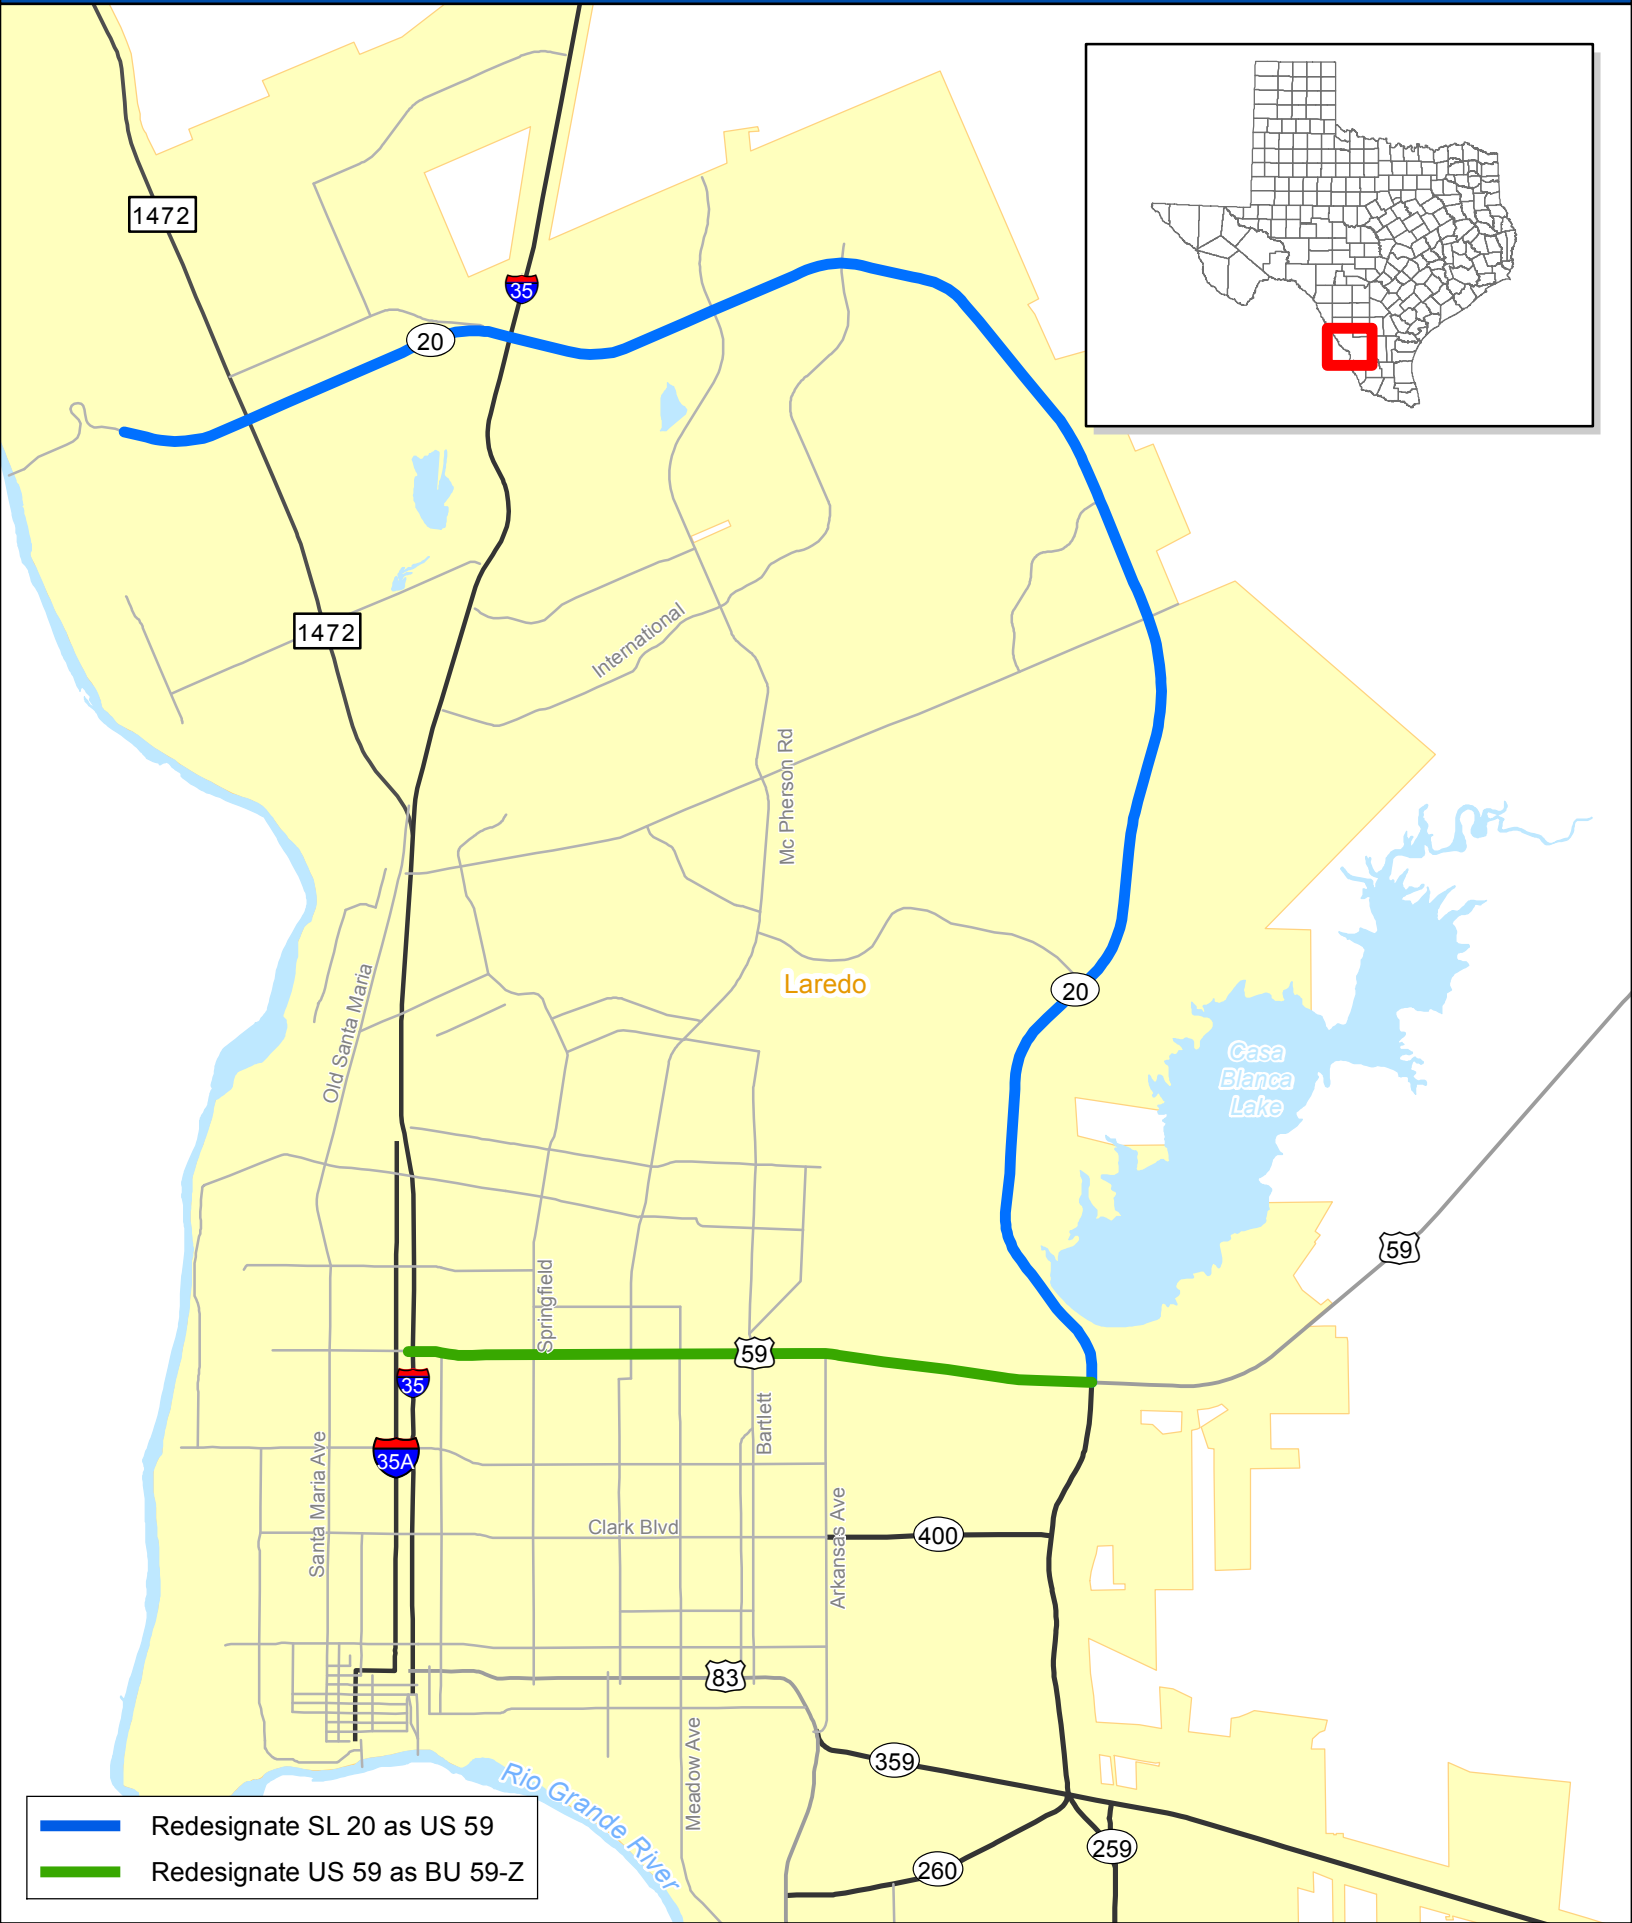 1472
35
20
1472
International
Mc Pherson Rd
Laredo
20
Old Santa Maria
Casa
Blanca
Lake
59
Springfield
59
35
35A
Bartlett
Santa Maria Ave
Clark Blvd
400
Arkansas Ave
83
Meadow Ave
359
Rio Grande River
259
260
Redesignate SL 20 as US 59
Redesignate US 59 as BU 59-Z